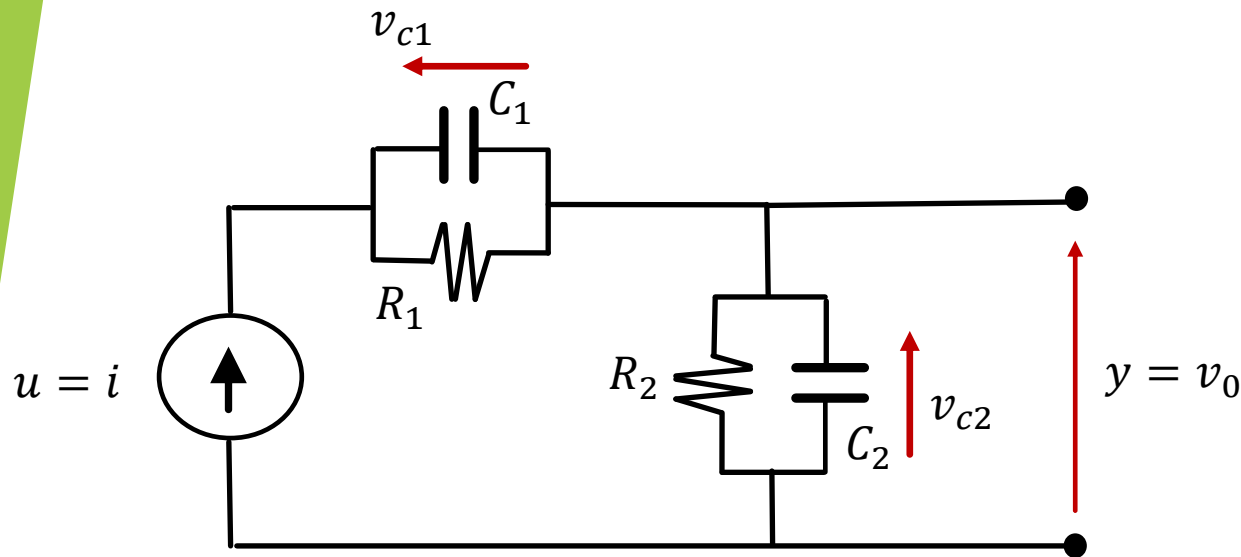 v_{c1}
C_1
R_1
u = i
R_2
C_2
v_{c2}
y = v_0